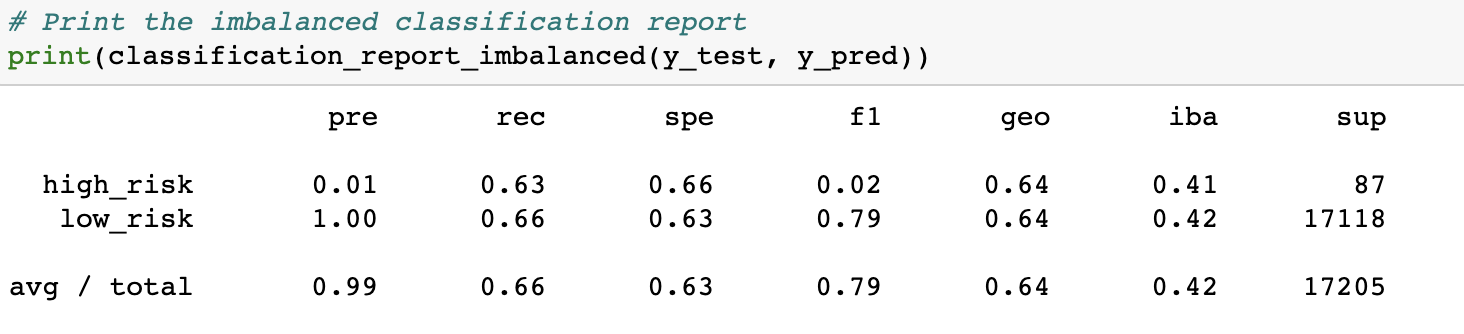 # Print the imbalanced classification report
print(classification_report_imbalanced(y_test, y_pred))
pre rec spe f1 geo iba sup
high_risk 0.01 0.63 0.66 0.02 0.64 0.41 87
low_risk 1.00 0.66 0.63 0.79 0.64 0.42 17118
avg / total 0.99 0.66 0.63 0.79 0.64 0.42 17205